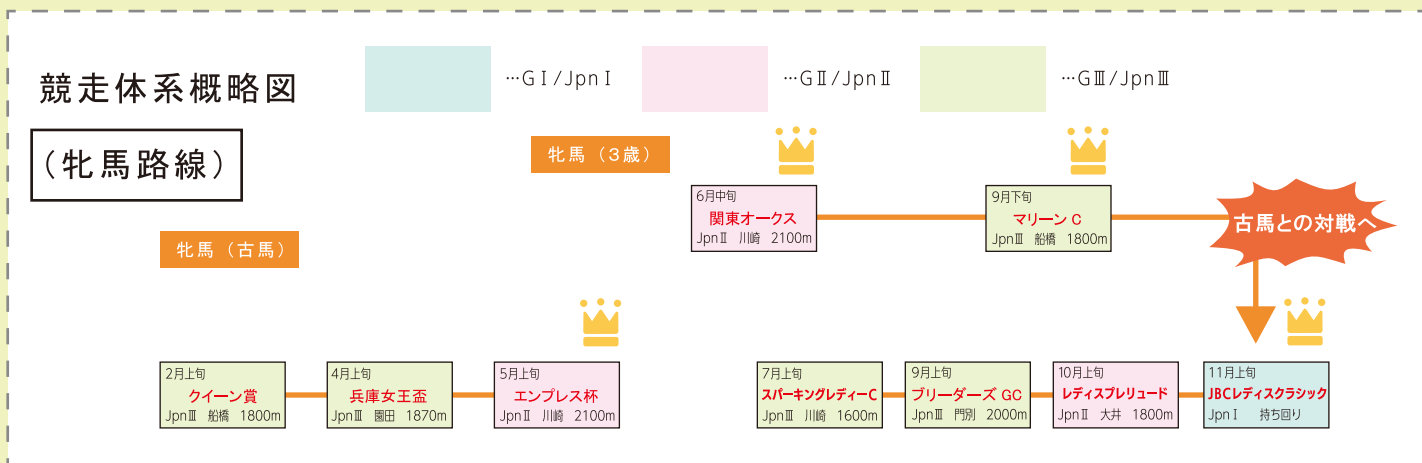 競走体系概略図
…GⅠ/JpnⅠ
…GⅡ/JpnⅡ
…GⅢ/JpnⅢ
（牝馬路線）
牝馬（3歳）
6月中旬
関東オークス
JpnⅡ 川崎 2100m
9月下旬
マリーン C
JpnⅢ 船橋 1800m
古馬との対戦へ
牝馬（古馬）
2月上旬
クイーン賞
JpnⅢ 船橋 1800m
4月上旬
兵庫女王盃
JpnⅢ 園田 1870m
5月上旬
エンプレス杯
JpnⅡ 川崎 2100m
7月上旬
スパーキングレディーC
JpnⅢ 川崎 1600m
9月上旬
ブリーダーズ GC
JpnⅢ 門別 2000m
10月上旬
レディスプレリュード
JpnⅡ 大井 1800m
11月上旬
JBCレディスクラシック
JpnⅠ 持ち回り